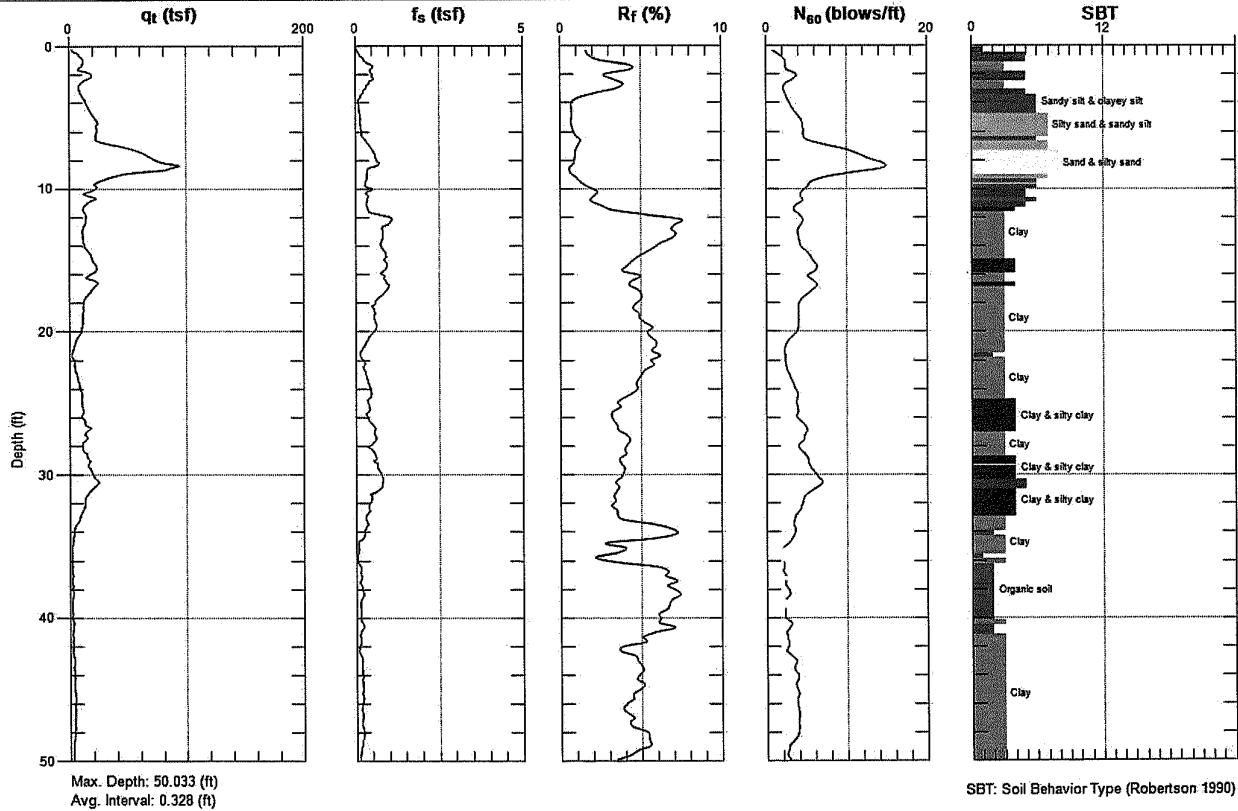 qt (tsf)
fs (tsf)
Rf (%)
N60 (blows/ft)
SBT
0
200
0
5
0
10
0
20
0
12
0
10
20
30
40
50
Depth (ft)
Sandy silt & clayey silt
Silty sand & sandy silt
Sand & silty sand
Clay
Clay
Clay
Clay & silty clay
Clay
Clay & silty clay
Clay & silty clay
Clay
Organic soil
Clay
Max. Depth: 50.033 (ft)
Avg. Interval: 0.328 (ft)
SBT: Soil Behavior Type (Robertson 1990)